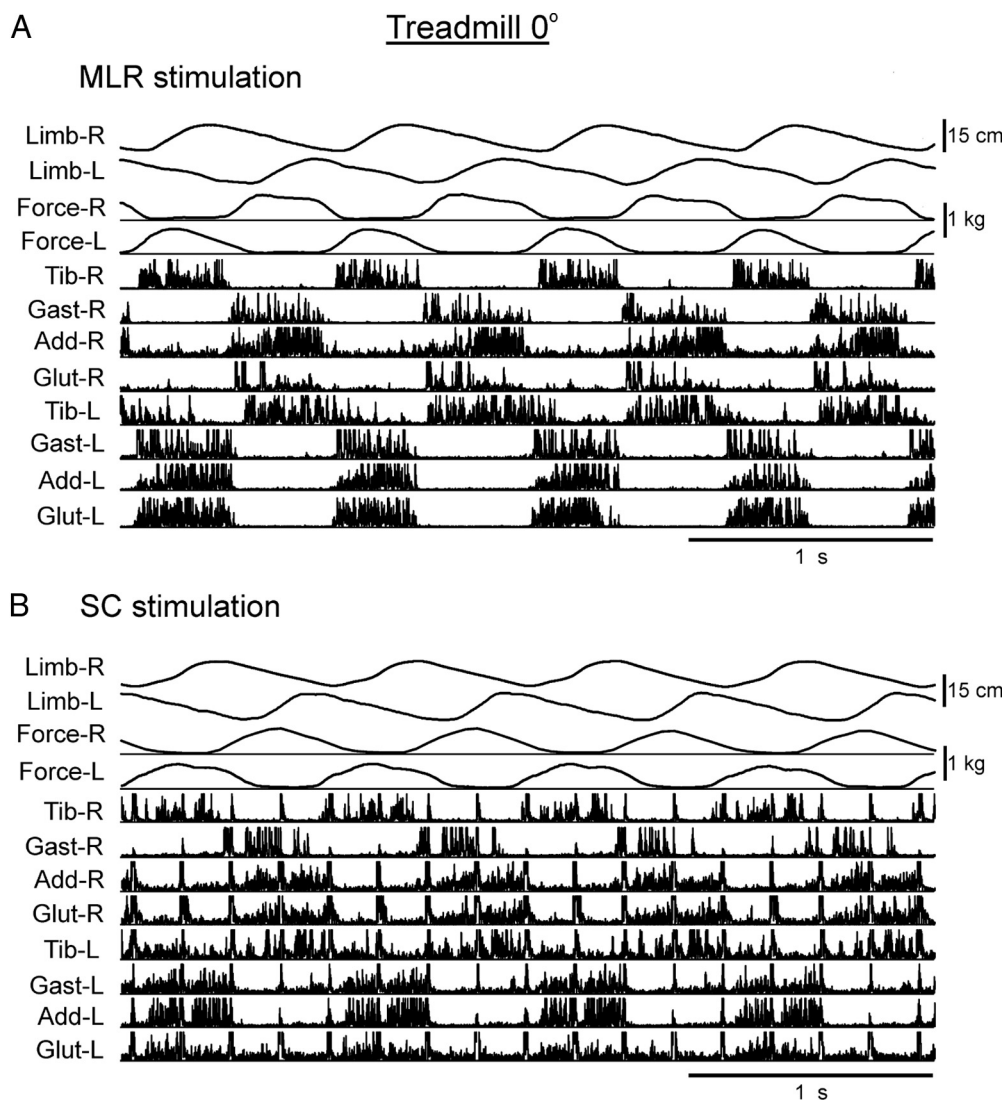 A
Treadmill 0°
MLR stimulation
Limb-R
15 cm
Limb-L
Force-R
1 kg
Force-L
Tib-R
Gast-R
Add-R
Glut-R
Tib-L
Gast-L
Add-L
Glut-L
1 s
B SC stimulation
Limb-R
15 cm
Limb-L
Force-R
1 kg
Force-L
Tib-R
Gast-R
Add-R
Glut-R
Tib-L
Gast-L
Add-L
Glut-L
1 s